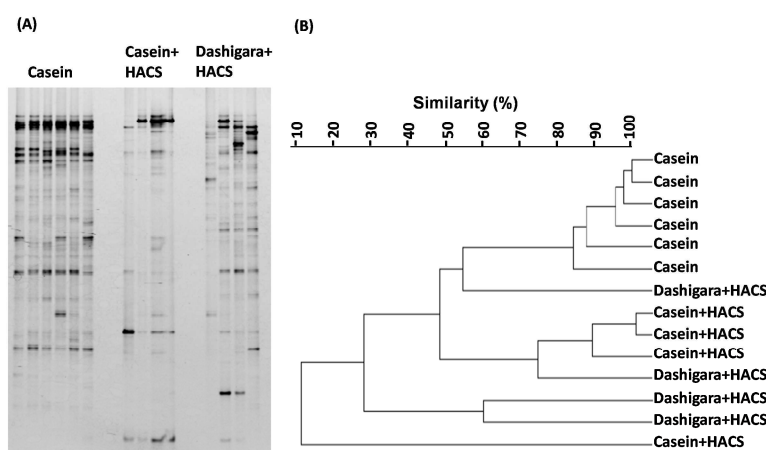 (A)
Casein
Casein+
HACS
Dashigara+
HACS
(B)
Similarity (%)
10 20 30 40 50 60 70 80 90 100
Casein
Casein
Casein
Casein
Casein
Casein
Dashigara+HACS
Casein+HACS
Casein+HACS
Casein+HACS
Dashigara+HACS
Dashigara+HACS
Dashigara+HACS
Casein+HACS